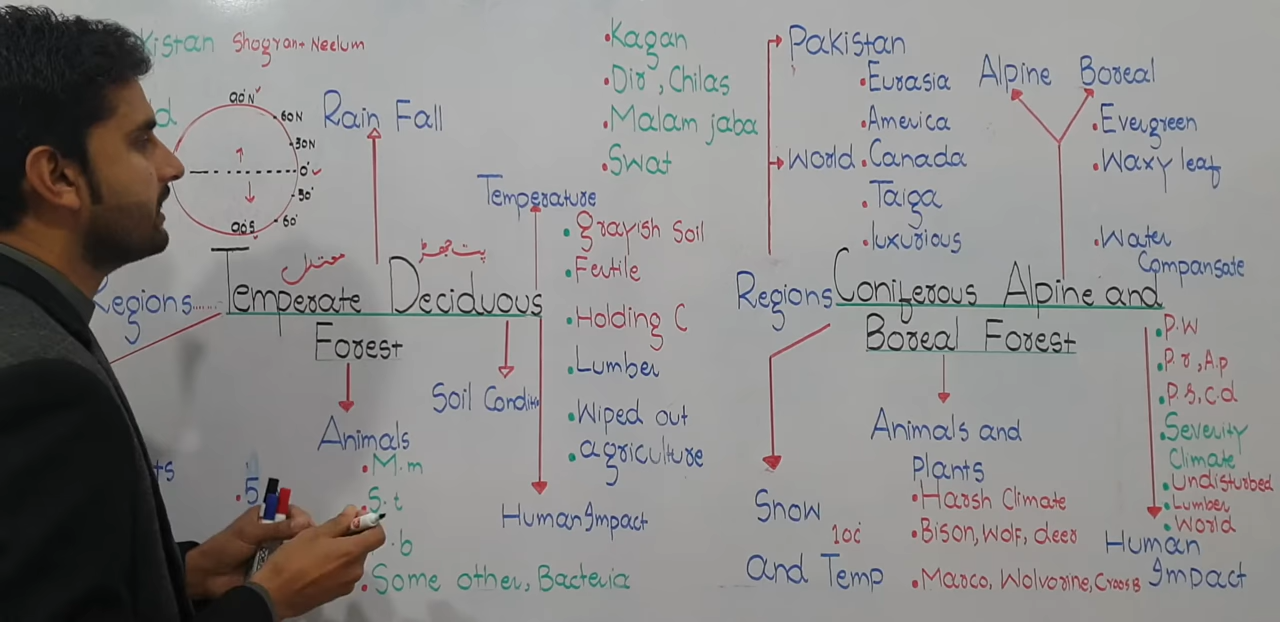 kistan Shogran+ Neelum
d
90°N
60N
30N
0°
30°
60°
90°S
Rain Fall
Temperature
معتدل
پت جھڑ
Regions......Temperate Deciduous
Forest
Animals
.M.m
.S.t
.b
.Some other, Bacteria
ts
.5
Soil Conditi
Human Impact
.Kagan
.Dir, Chilas
.Malam jaba
.Swat
.grayish Soil
.Fertile
.Holding C
.Lumber
.Wiped out
.agriculture
Pakistan
World
.Eurasia
.America
.Canada
.Taiga
.luxurious
Alpine Boreal
.Evergreen
.Waxy leaf
.Water
Compansate
Regions Coniferous Alpine and
Boreal Forest
Snow
10c
and Temp
Animals and
Plants
.Harsh Climate
.Bison, Wolf, deer
.Marco, Wolvorine, CroosB
.P.W
.P.r, A.p
.P.S, C.d
.Severity
Climate
.Undisturbed
.Lumber
.World
Human
Impact